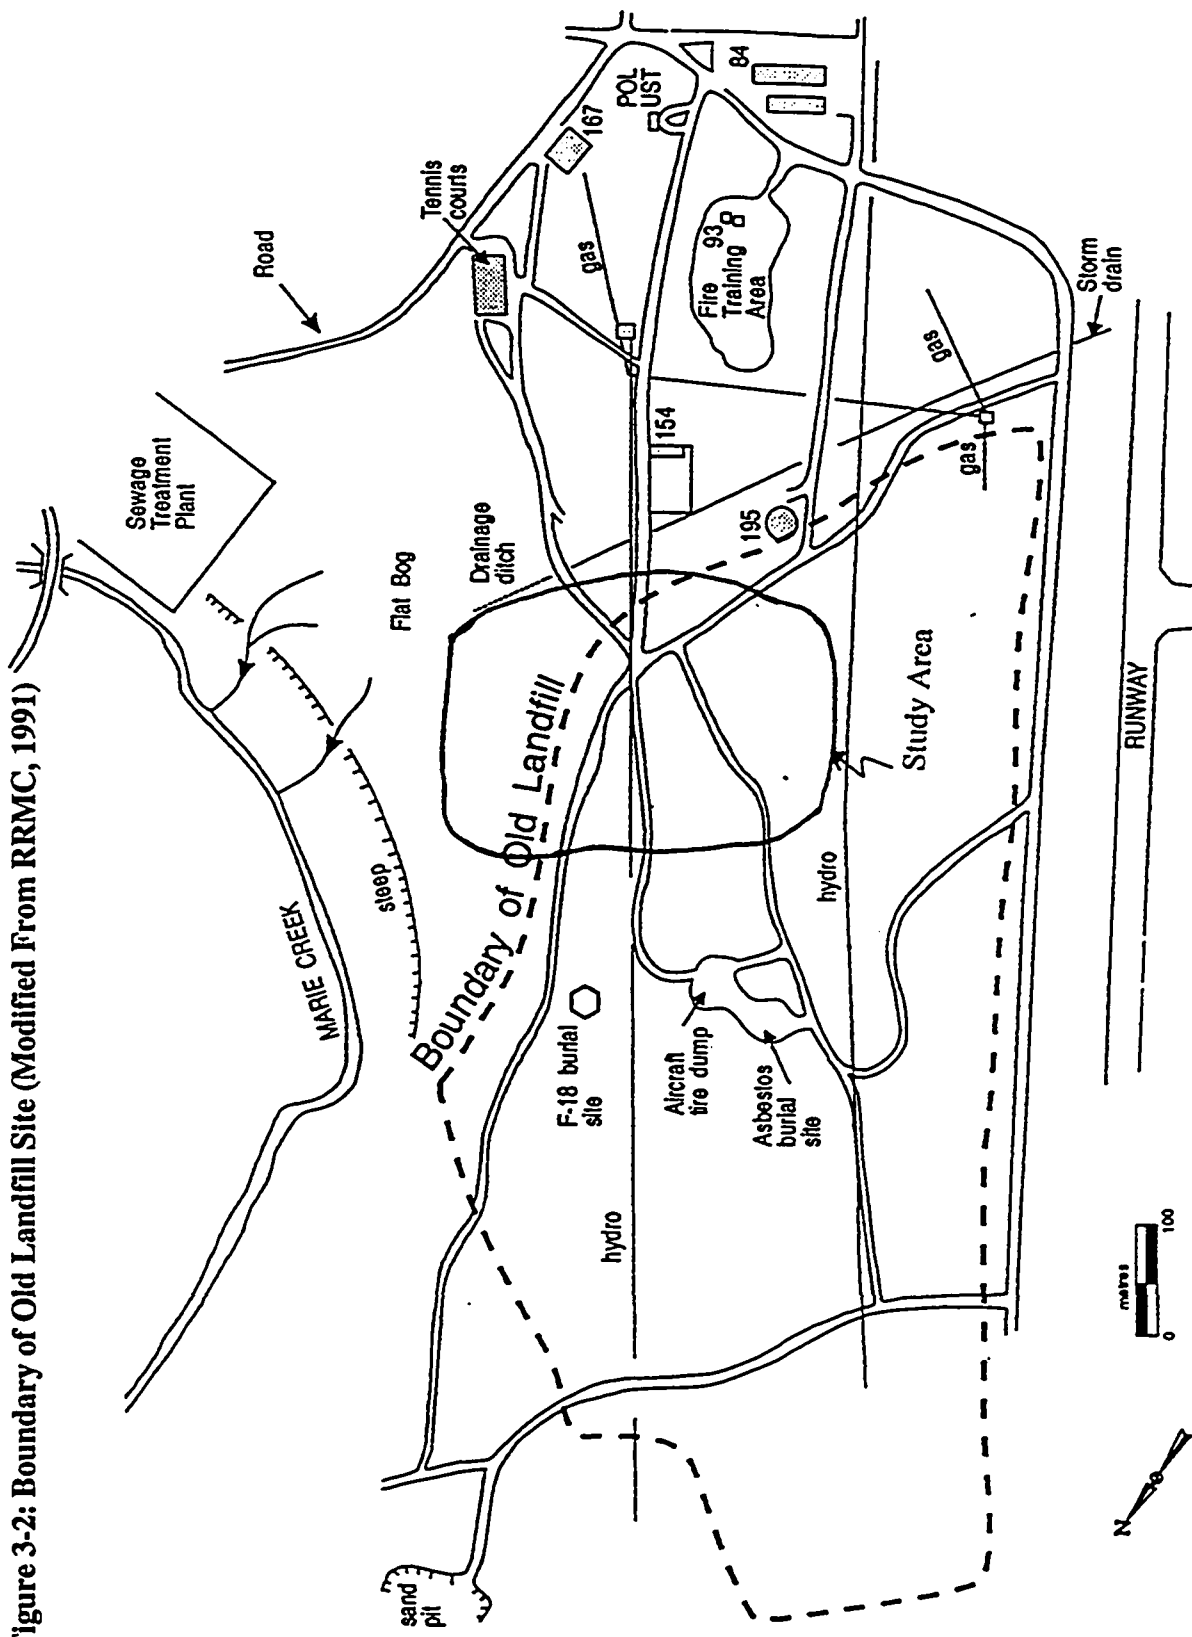 igure 3-2: Boundary of Old Landfill Site (Modified From RRMC, 1991)
Road
Sewage
Treatment
Plant
Tennis
courts
167
POL
UST
84
gas
93
Fire
Training
Area
Flat Bog
Drainage
ditch
154
195
gas
gas
Storm
drain
MARIE CREEK
steep
Boundary of Old Landfill
Study Area
RUNWAY
hydro
F-18 burial
site
Aircraft
tire dump
Asbestos
burial
site
hydro
sand
pit
metres
0
100
N